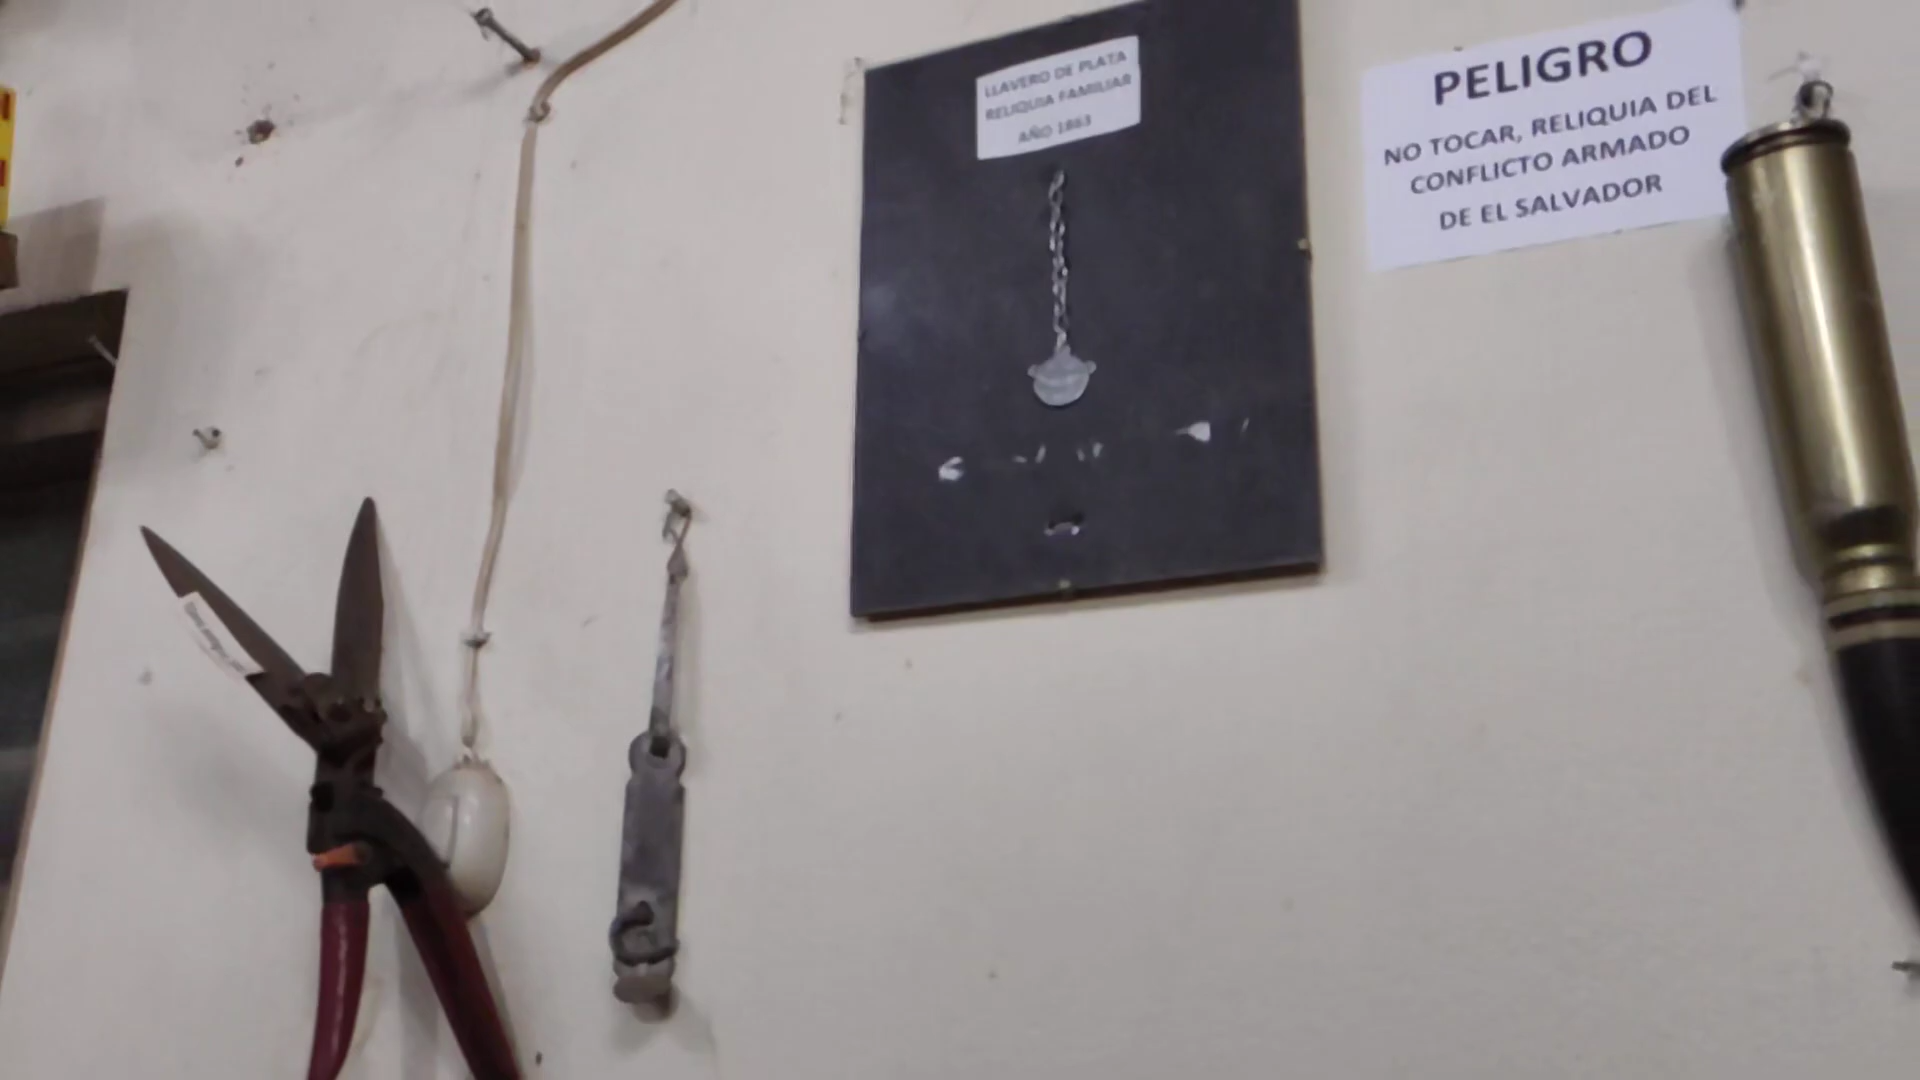 LLAVERO DE PLATA
RELIQUIA FAMILIAR
AÑO 1863
PELIGRO
NO TOCAR, RELIQUIA DEL
CONFLICTO ARMADO
DE EL SALVADOR